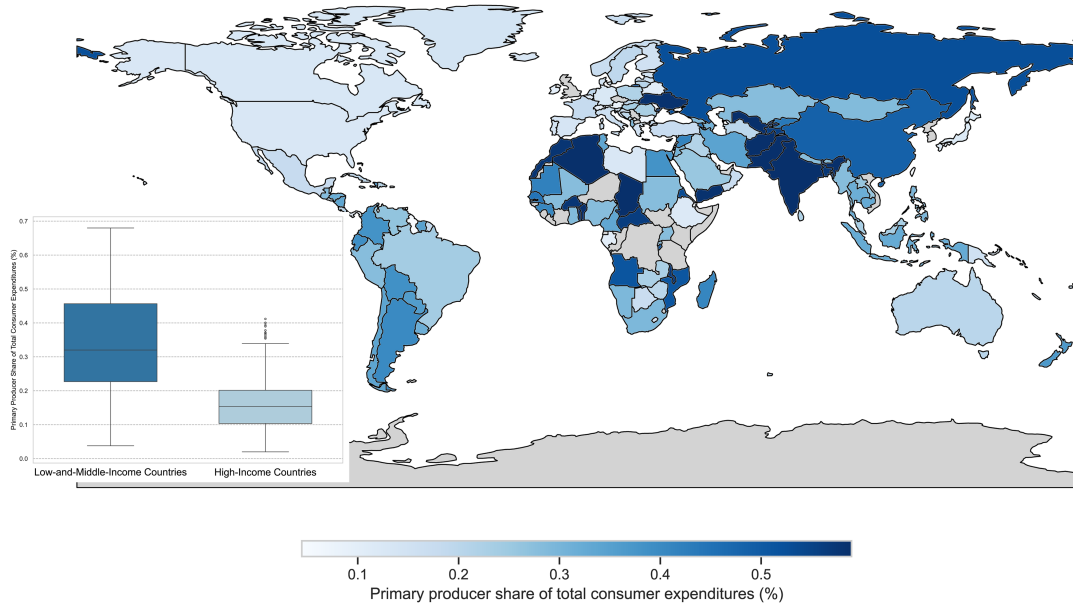 Primary Producer Share of Total Consumer Expenditures (%)
0.7
0.6
0.5
0.4
0.3
0.2
0.1
0.0
Low-and-Middle-Income Countries High-Income Countries
0.1 0.2 0.3 0.4 0.5
Primary producer share of total consumer expenditures (%)